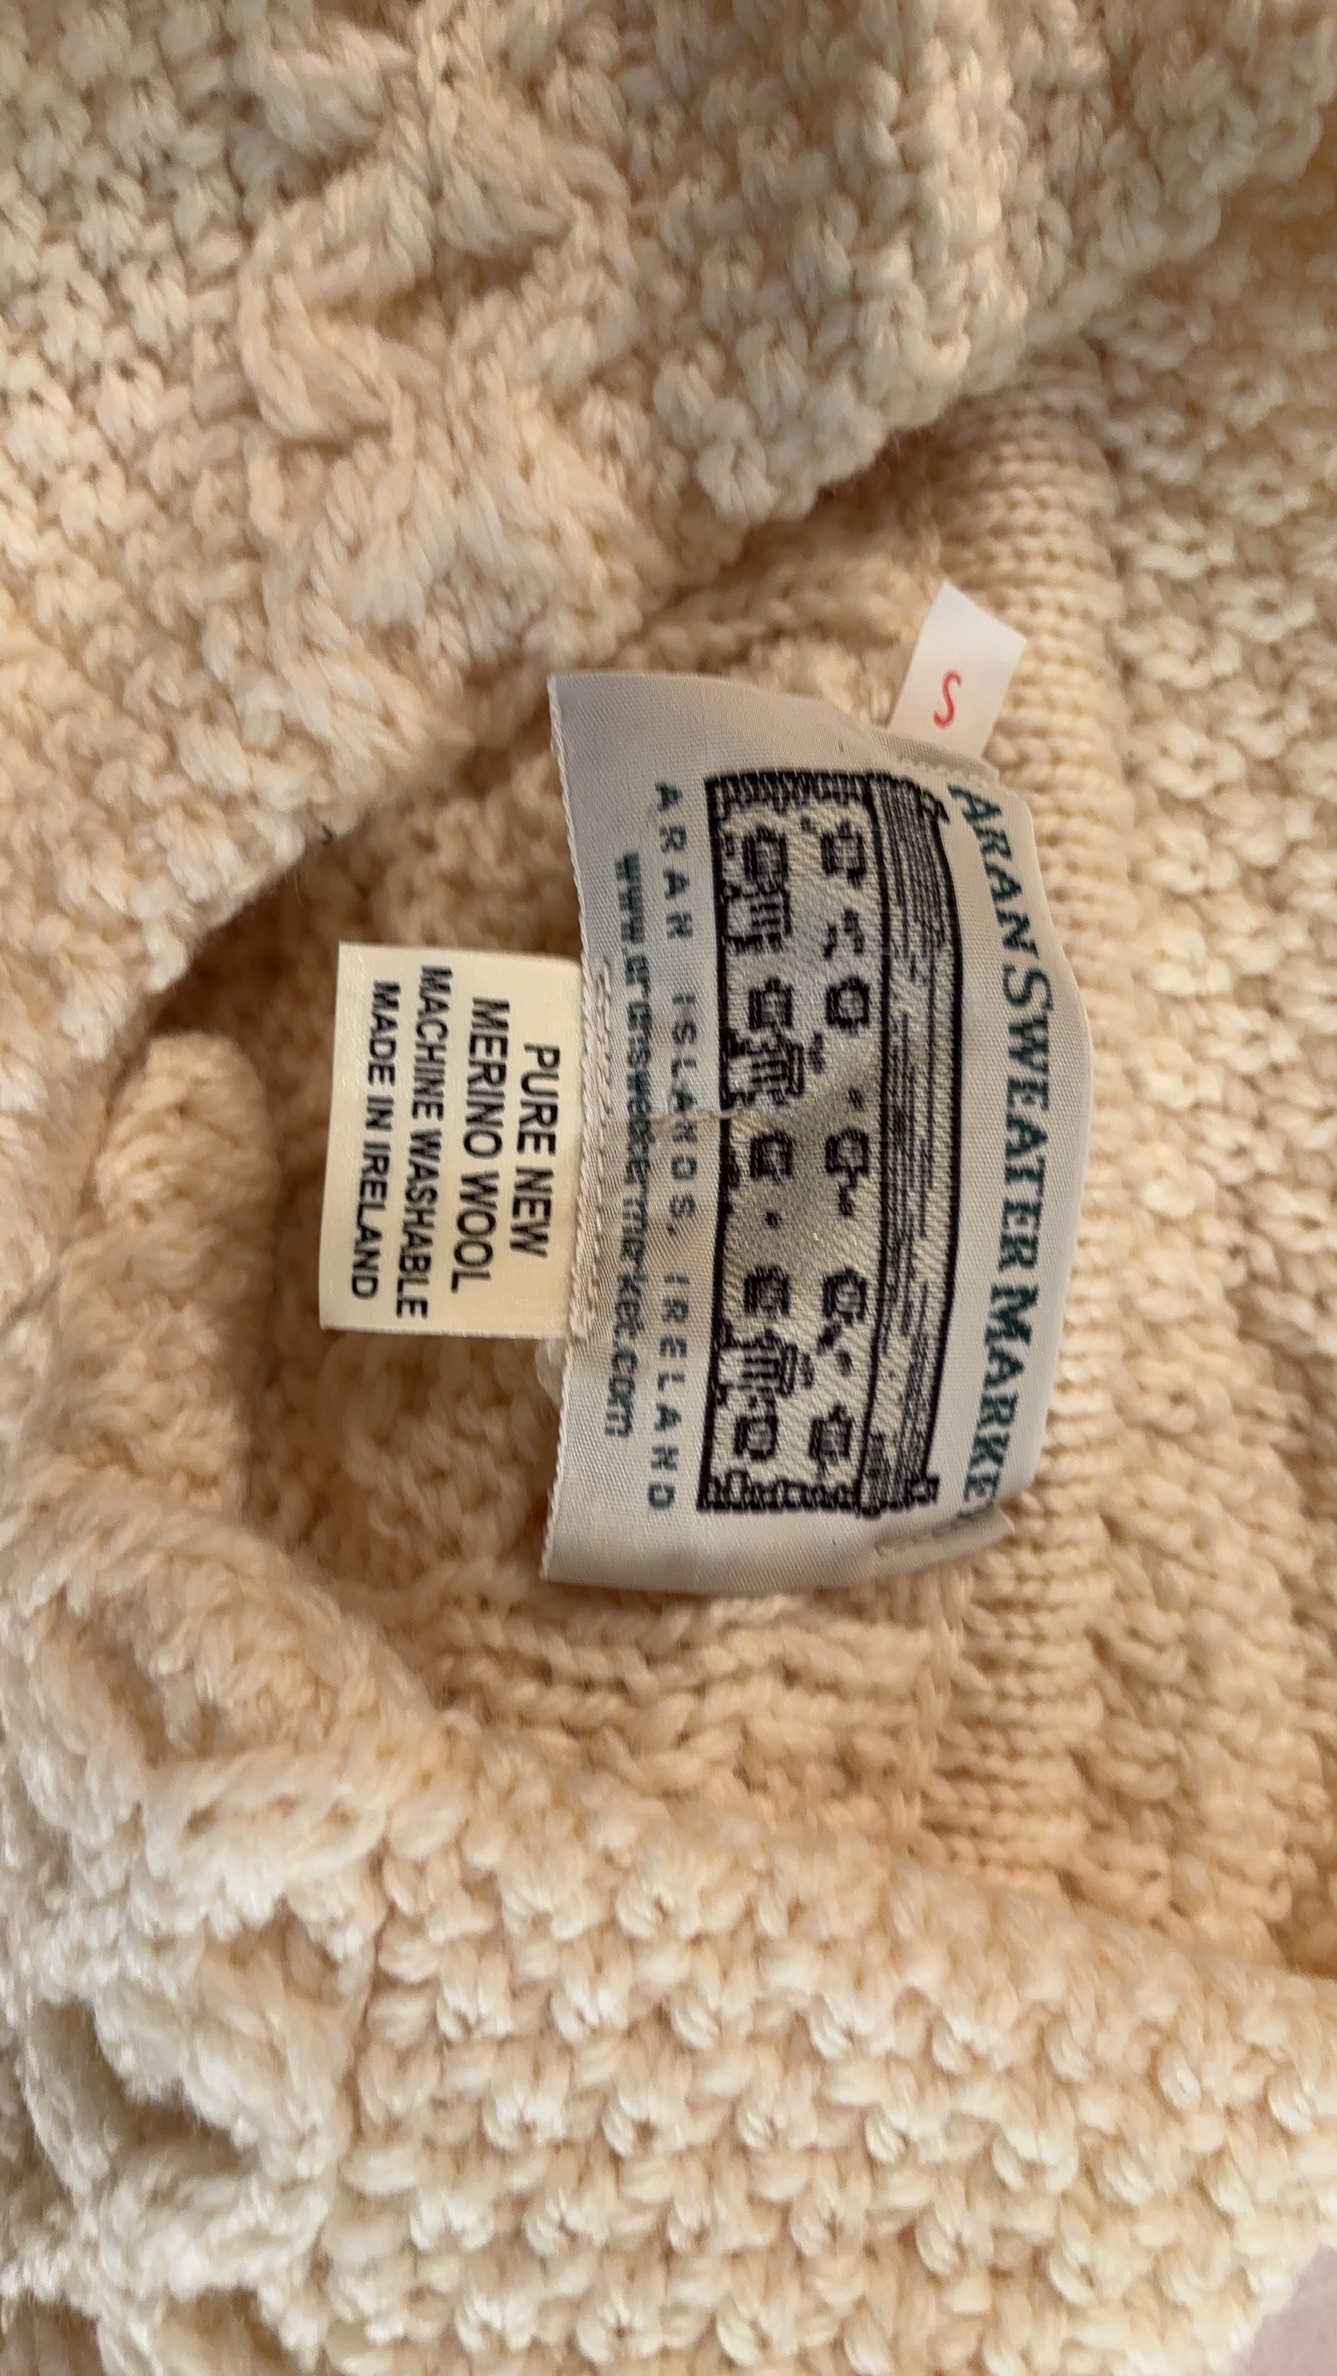 S
ARAN SWEATER MARKET
ARAN ISLANDS, IRELAND
www.aransweatermarket.com
PURE NEW
MERINO WOOL
MACHINE WASHABLE
MADE IN IRELAND